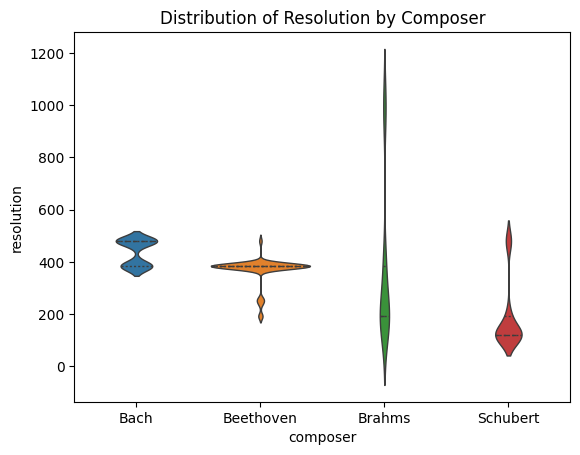 Distribution of Resolution by Composer
resolution
1200
1000
800
600
400
200
0
Bach Beethoven Brahms Schubert
composer